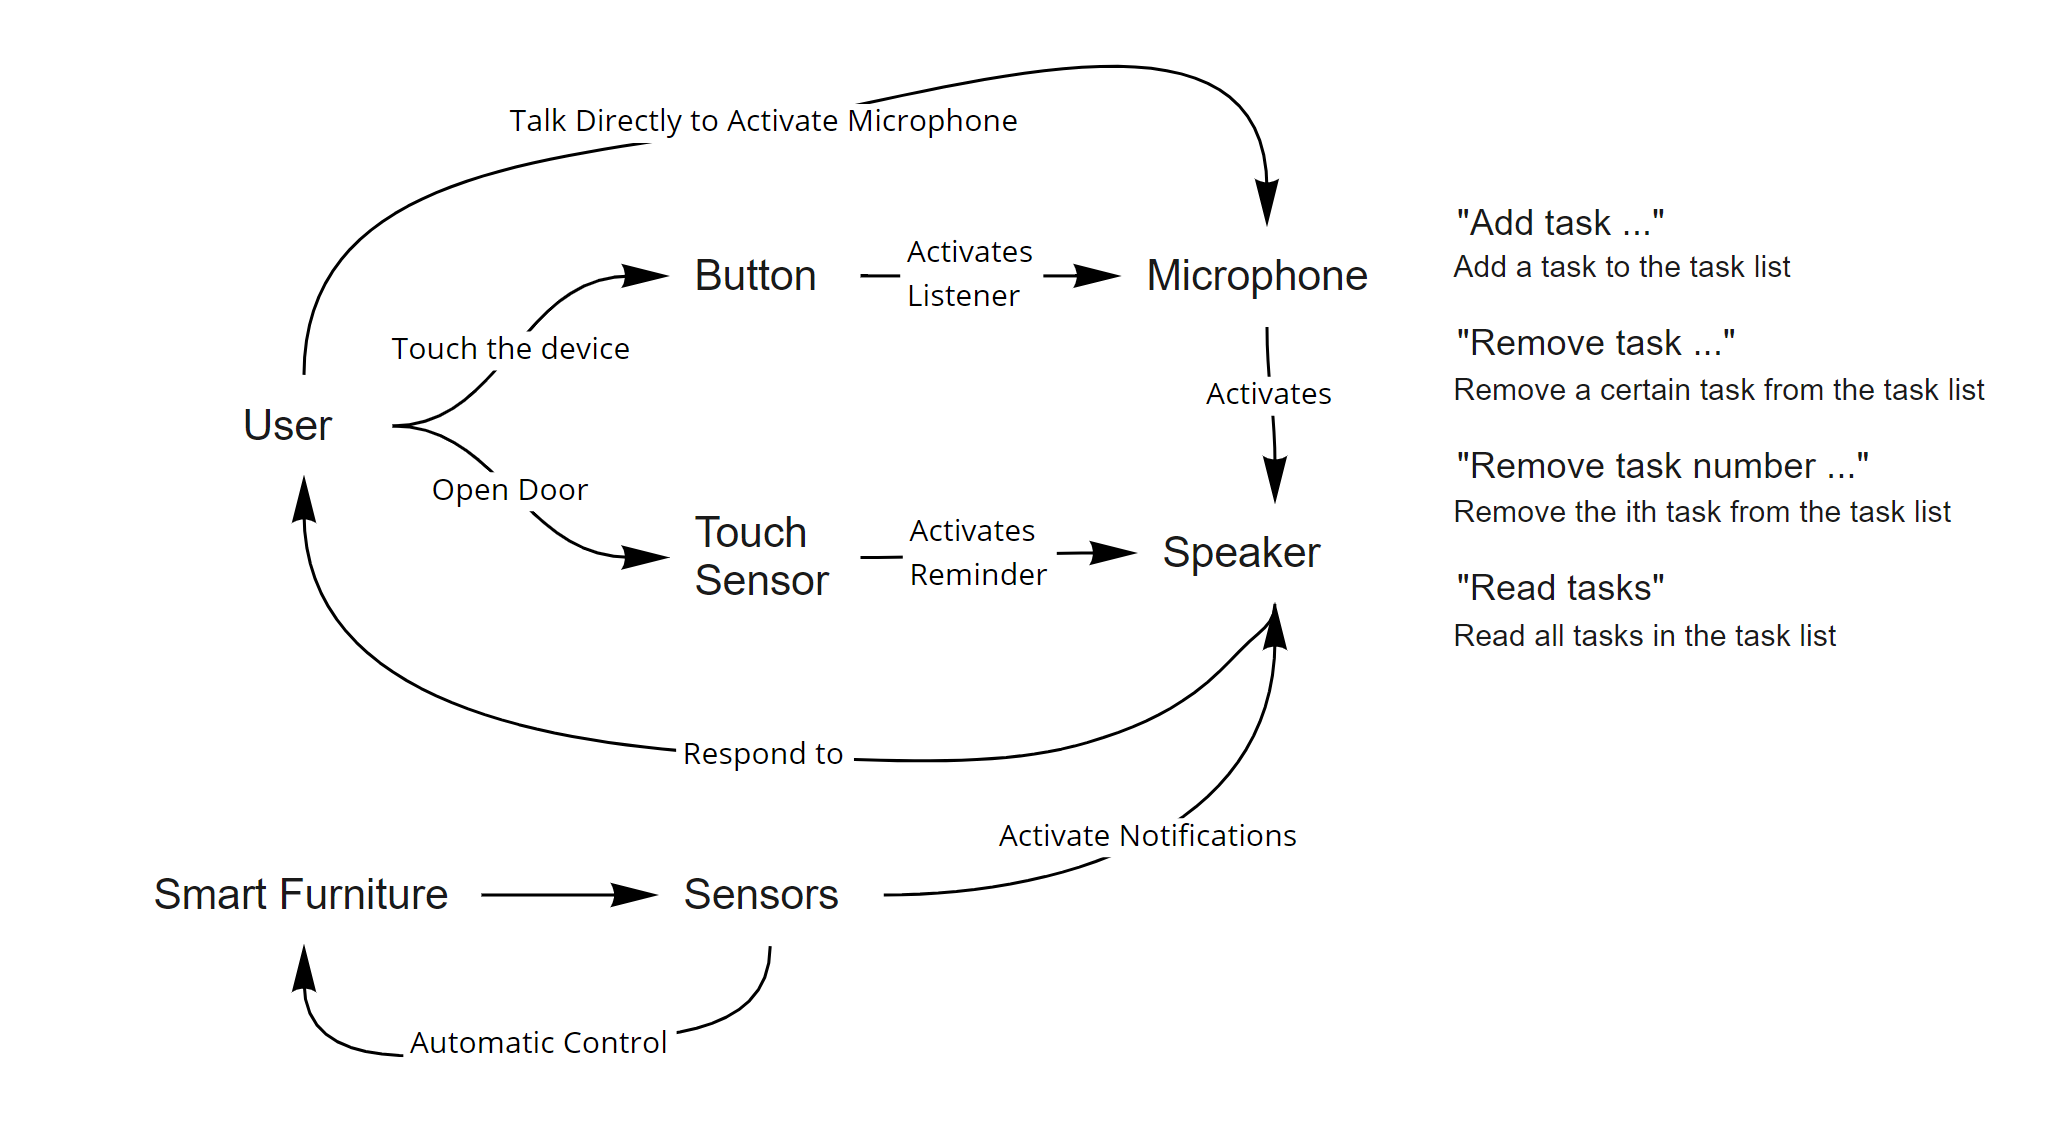 Talk Directly to Activate Microphone
Button
Activates
Listener
Microphone
Touch the device
Activates
User
Open Door
Touch
Sensor
Activates
Reminder
Speaker
Respond to
Activate Notifications
Smart Furniture
Sensors
Automatic Control
"Add task ..."
Add a task to the task list
"Remove task ..."
Remove a certain task from the task list
"Remove task number ..."
Remove the ith task from the task list
"Read tasks"
Read all tasks in the task list